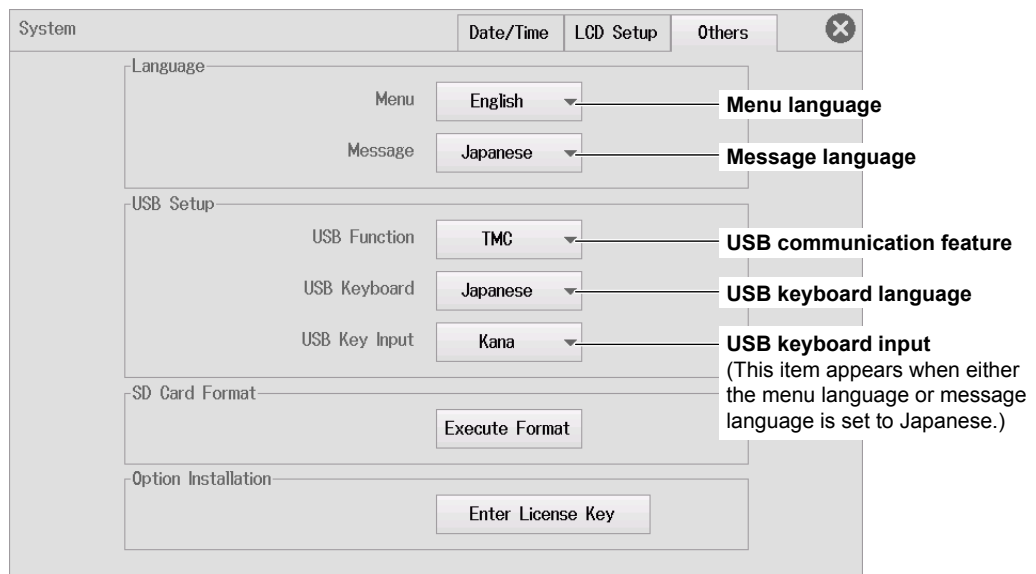 System
Date/Time
LCD Setup
Others
Language
Menu
English
Menu language
Message
Japanese
Message language
USB Setup
USB Function
TMC
USB communication feature
USB Keyboard
Japanese
USB keyboard language
USB Key Input
Kana
USB keyboard input
(This item appears when either
the menu language or message
language is set to Japanese.)
SD Card Format
Execute Format
Option Installation
Enter License Key